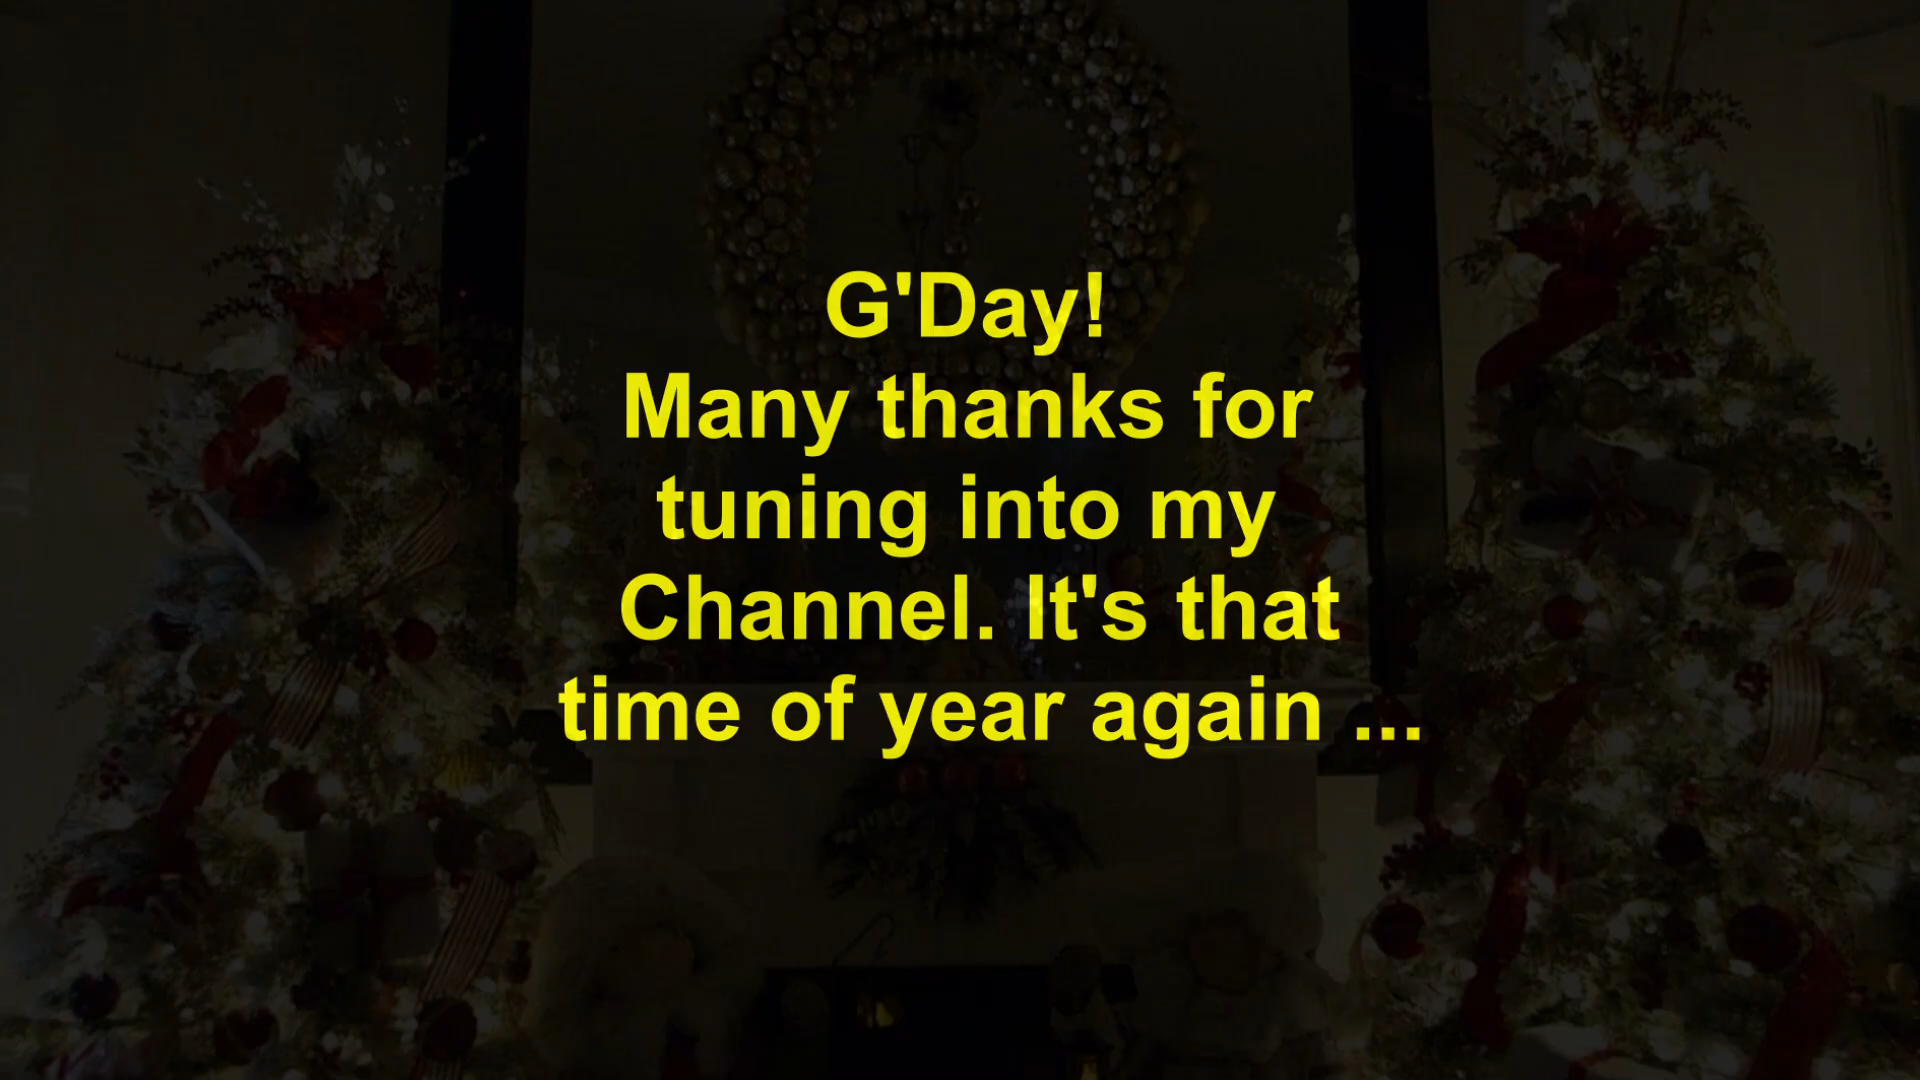 G'Day!
Many thanks for
tuning into my
Channel. It's that
time of year again ...